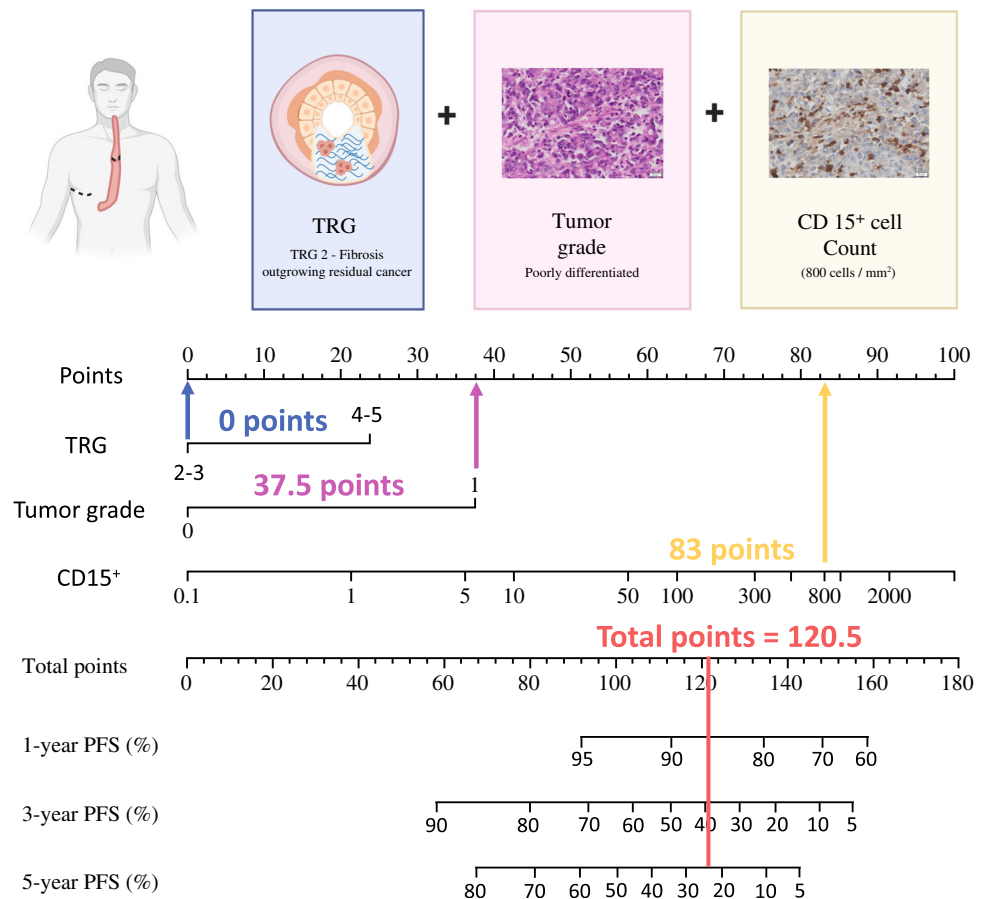 TRG
TRG 2 - Fibrosis
outgrowing residual cancer
+
Tumor
grade
Poorly differentiated
+
CD 15⁺ cell
Count
(800 cells / mm²)
0 10 20 30 40 50 60 70 80 90 100
Points
0 points
4-5
TRG
2-3
37.5 points
1
Tumor grade
0
83 points
CD15⁺
0.1 1 5 10 50 100 300 800 2000
Total points = 120.5
Total points
0 20 40 60 80 100 120 140 160 180
1-year PFS (%)
95 90 80 70 60
3-year PFS (%)
90 80 70 60 50 40 30 20 10 5
5-year PFS (%)
80 70 60 50 40 30 20 10 5